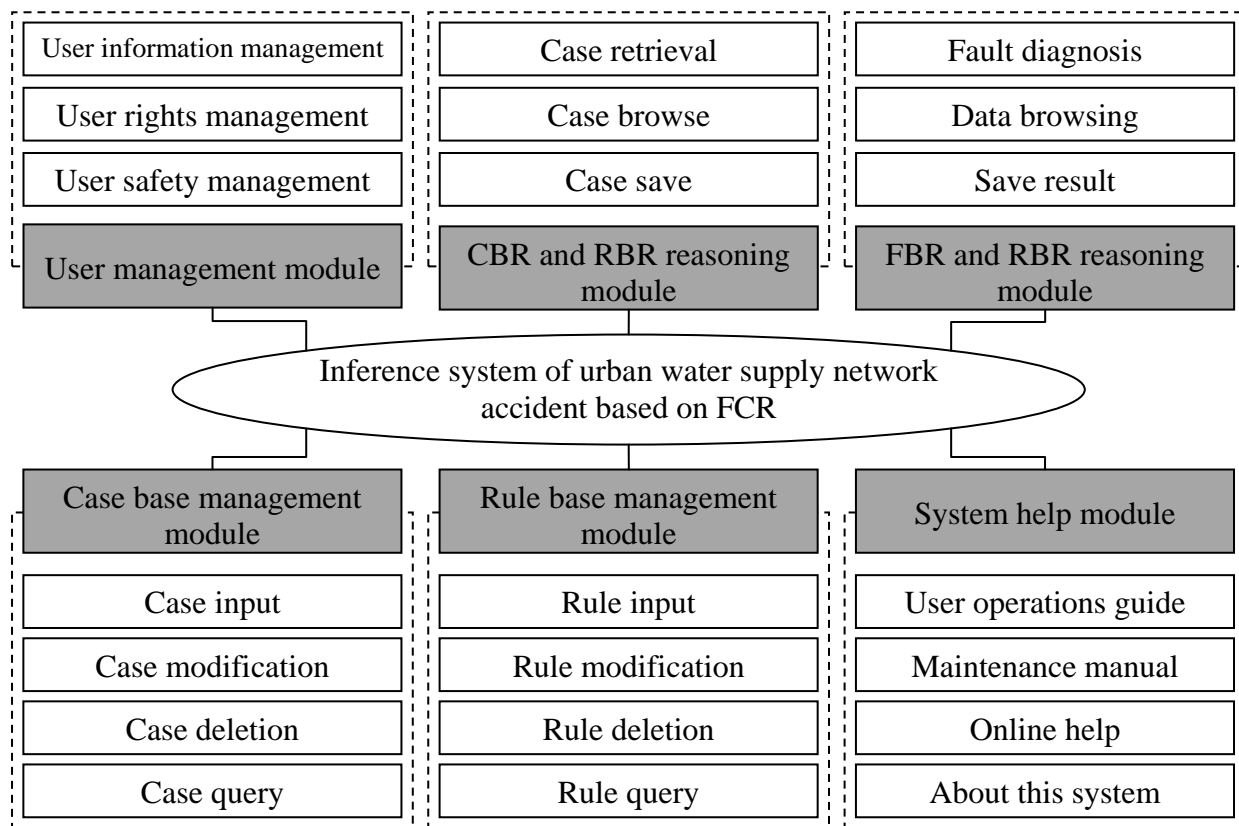 User information management
User rights management
User safety management
User management module
Case retrieval
Case browse
Case save
CBR and RBR reasoning
module
Fault diagnosis
Data browsing
Save result
FBR and RBR reasoning
module
Inference system of urban water supply network
accident based on FCR
Case base management
module
Case input
Case modification
Case deletion
Case query
Rule base management
module
Rule input
Rule modification
Rule deletion
Rule query
System help module
User operations guide
Maintenance manual
Online help
About this system